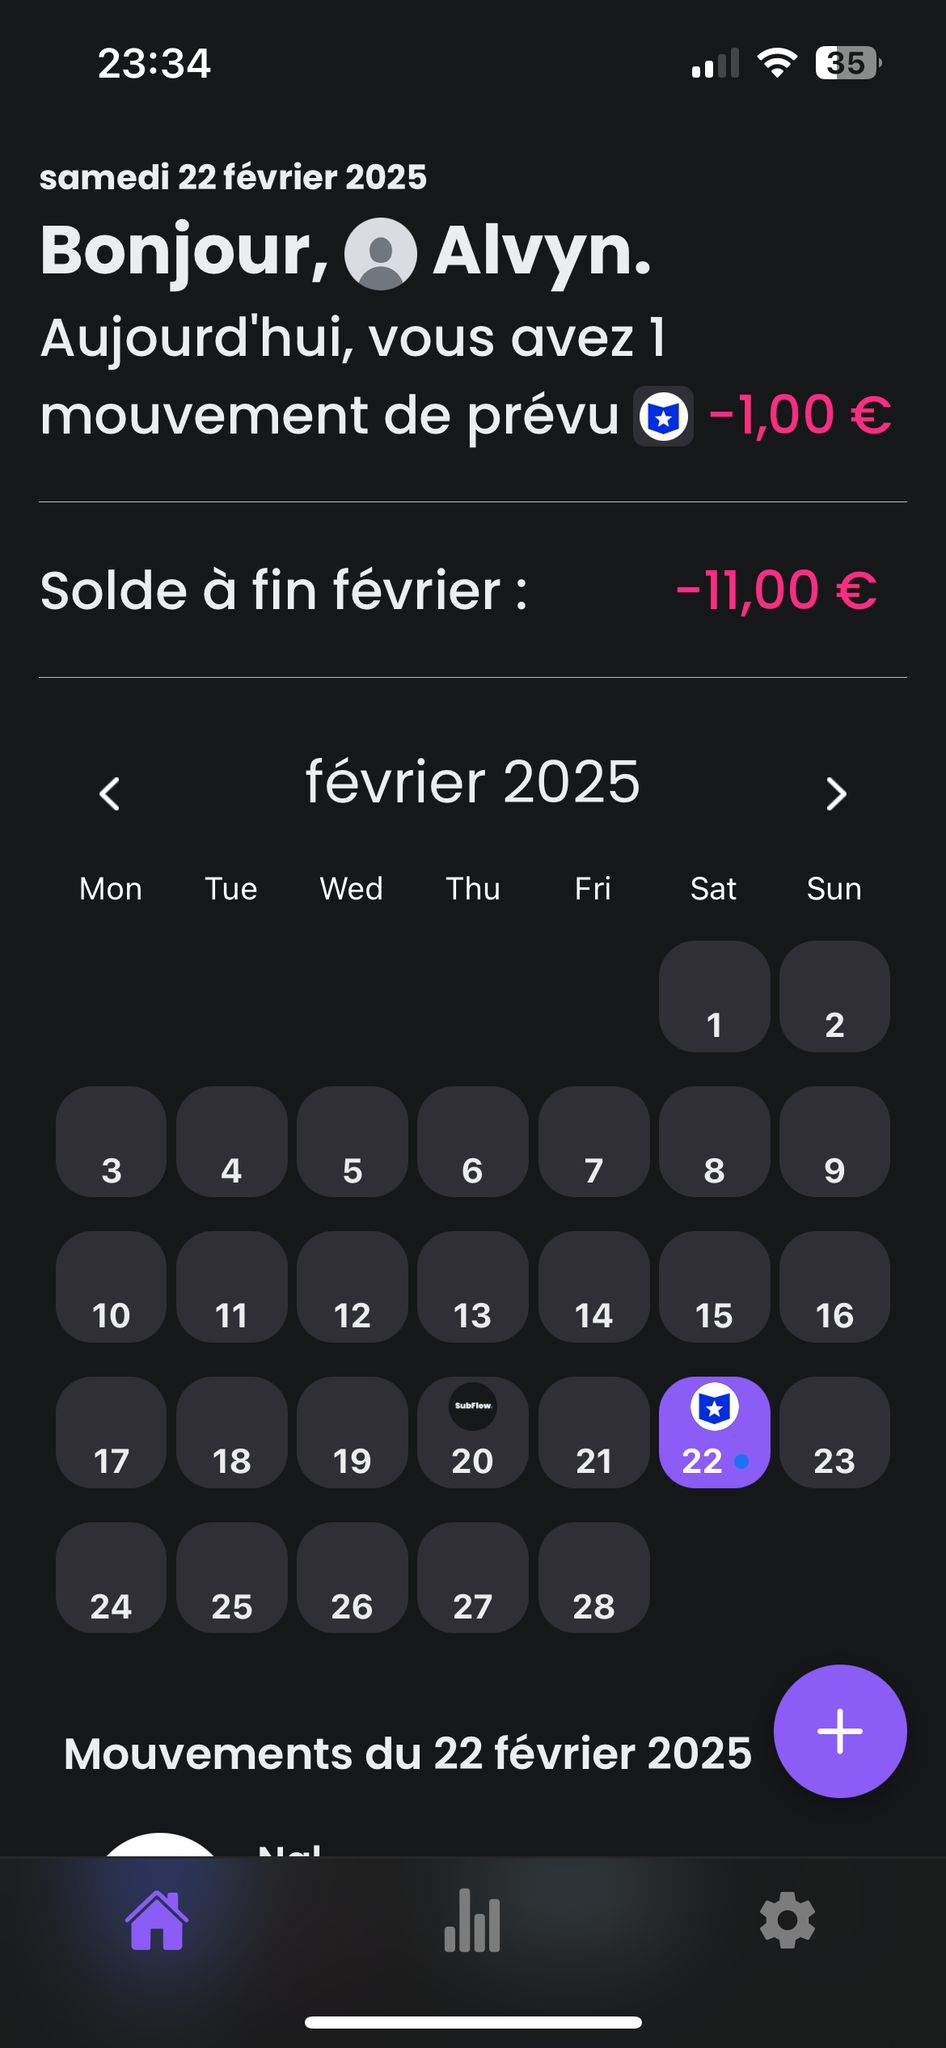 23:34
35
samedi 22 février 2025
Bonjour, Alvyn.
Aujourd'hui, vous avez 1
mouvement de prévu -1,00 €
Solde à fin février : -11,00 €
février 2025
Mon Tue Wed Thu Fri Sat Sun
1 2
3 4 5 6 7 8 9
10 11 12 13 14 15 16
SubFlow.
17 18 19 20 21 22 23
24 25 26 27 28
Mouvements du 22 février 2025